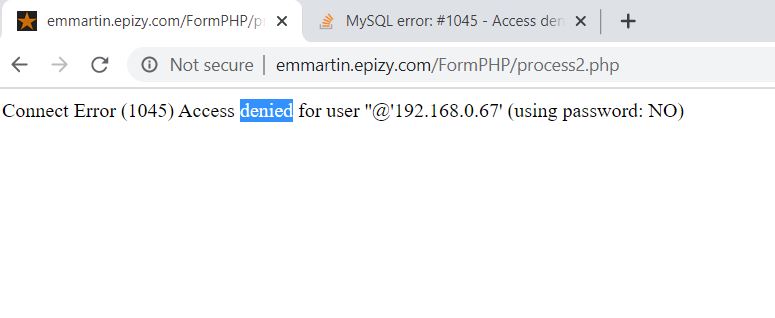 emmartin.epizy.com/FormPHP/p
MySQL error: #1045 - Access den
Not secure | emmartin.epizy.com/FormPHP/process2.php
Connect Error (1045) Access denied for user ''@'192.168.0.67' (using password: NO)